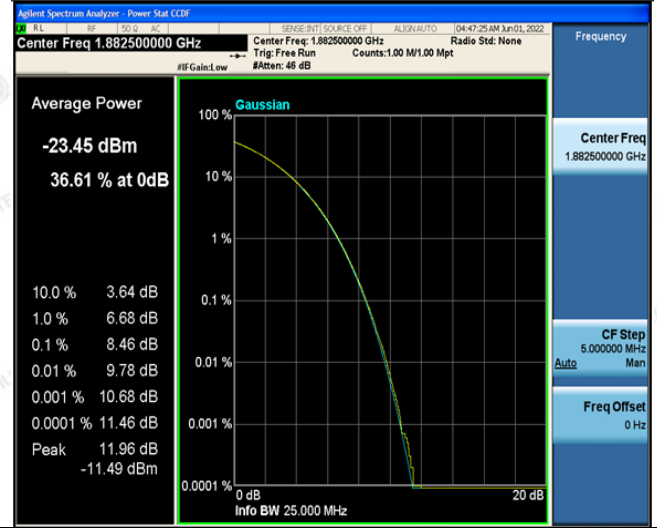 Agilent Spectrum Analyzer - Power Stat CCDF
RL RF 50 Ω AC SENSE:INT SOURCE OFF ALIGN AUTO 04:47:25 AM Jun 01, 2022
Center Freq 1.882500000 GHz
#IFGain:Low
Center Freq: 1.882500000 GHz Radio Std: None
Trig: Free Run Counts:1.00 M/1.00 Mpt
#Atten: 46 dB
Frequency
Average Power
-23.45 dBm
36.61 % at 0dB
10.0 % 3.64 dB
1.0 % 6.68 dB
0.1 % 8.46 dB
0.01 % 9.78 dB
0.001 % 10.68 dB
0.0001 % 11.46 dB
Peak 11.96 dB
-11.49 dBm
Gaussian
100 %
10 %
1 %
0.1 %
0.01 %
0.001 %
0.0001 %
0 dB 20 dB
Info BW 25.000 MHz
Center Freq
1.882500000 GHz
CF Step
5.000000 MHz
Auto Man
Freq Offset
0 Hz